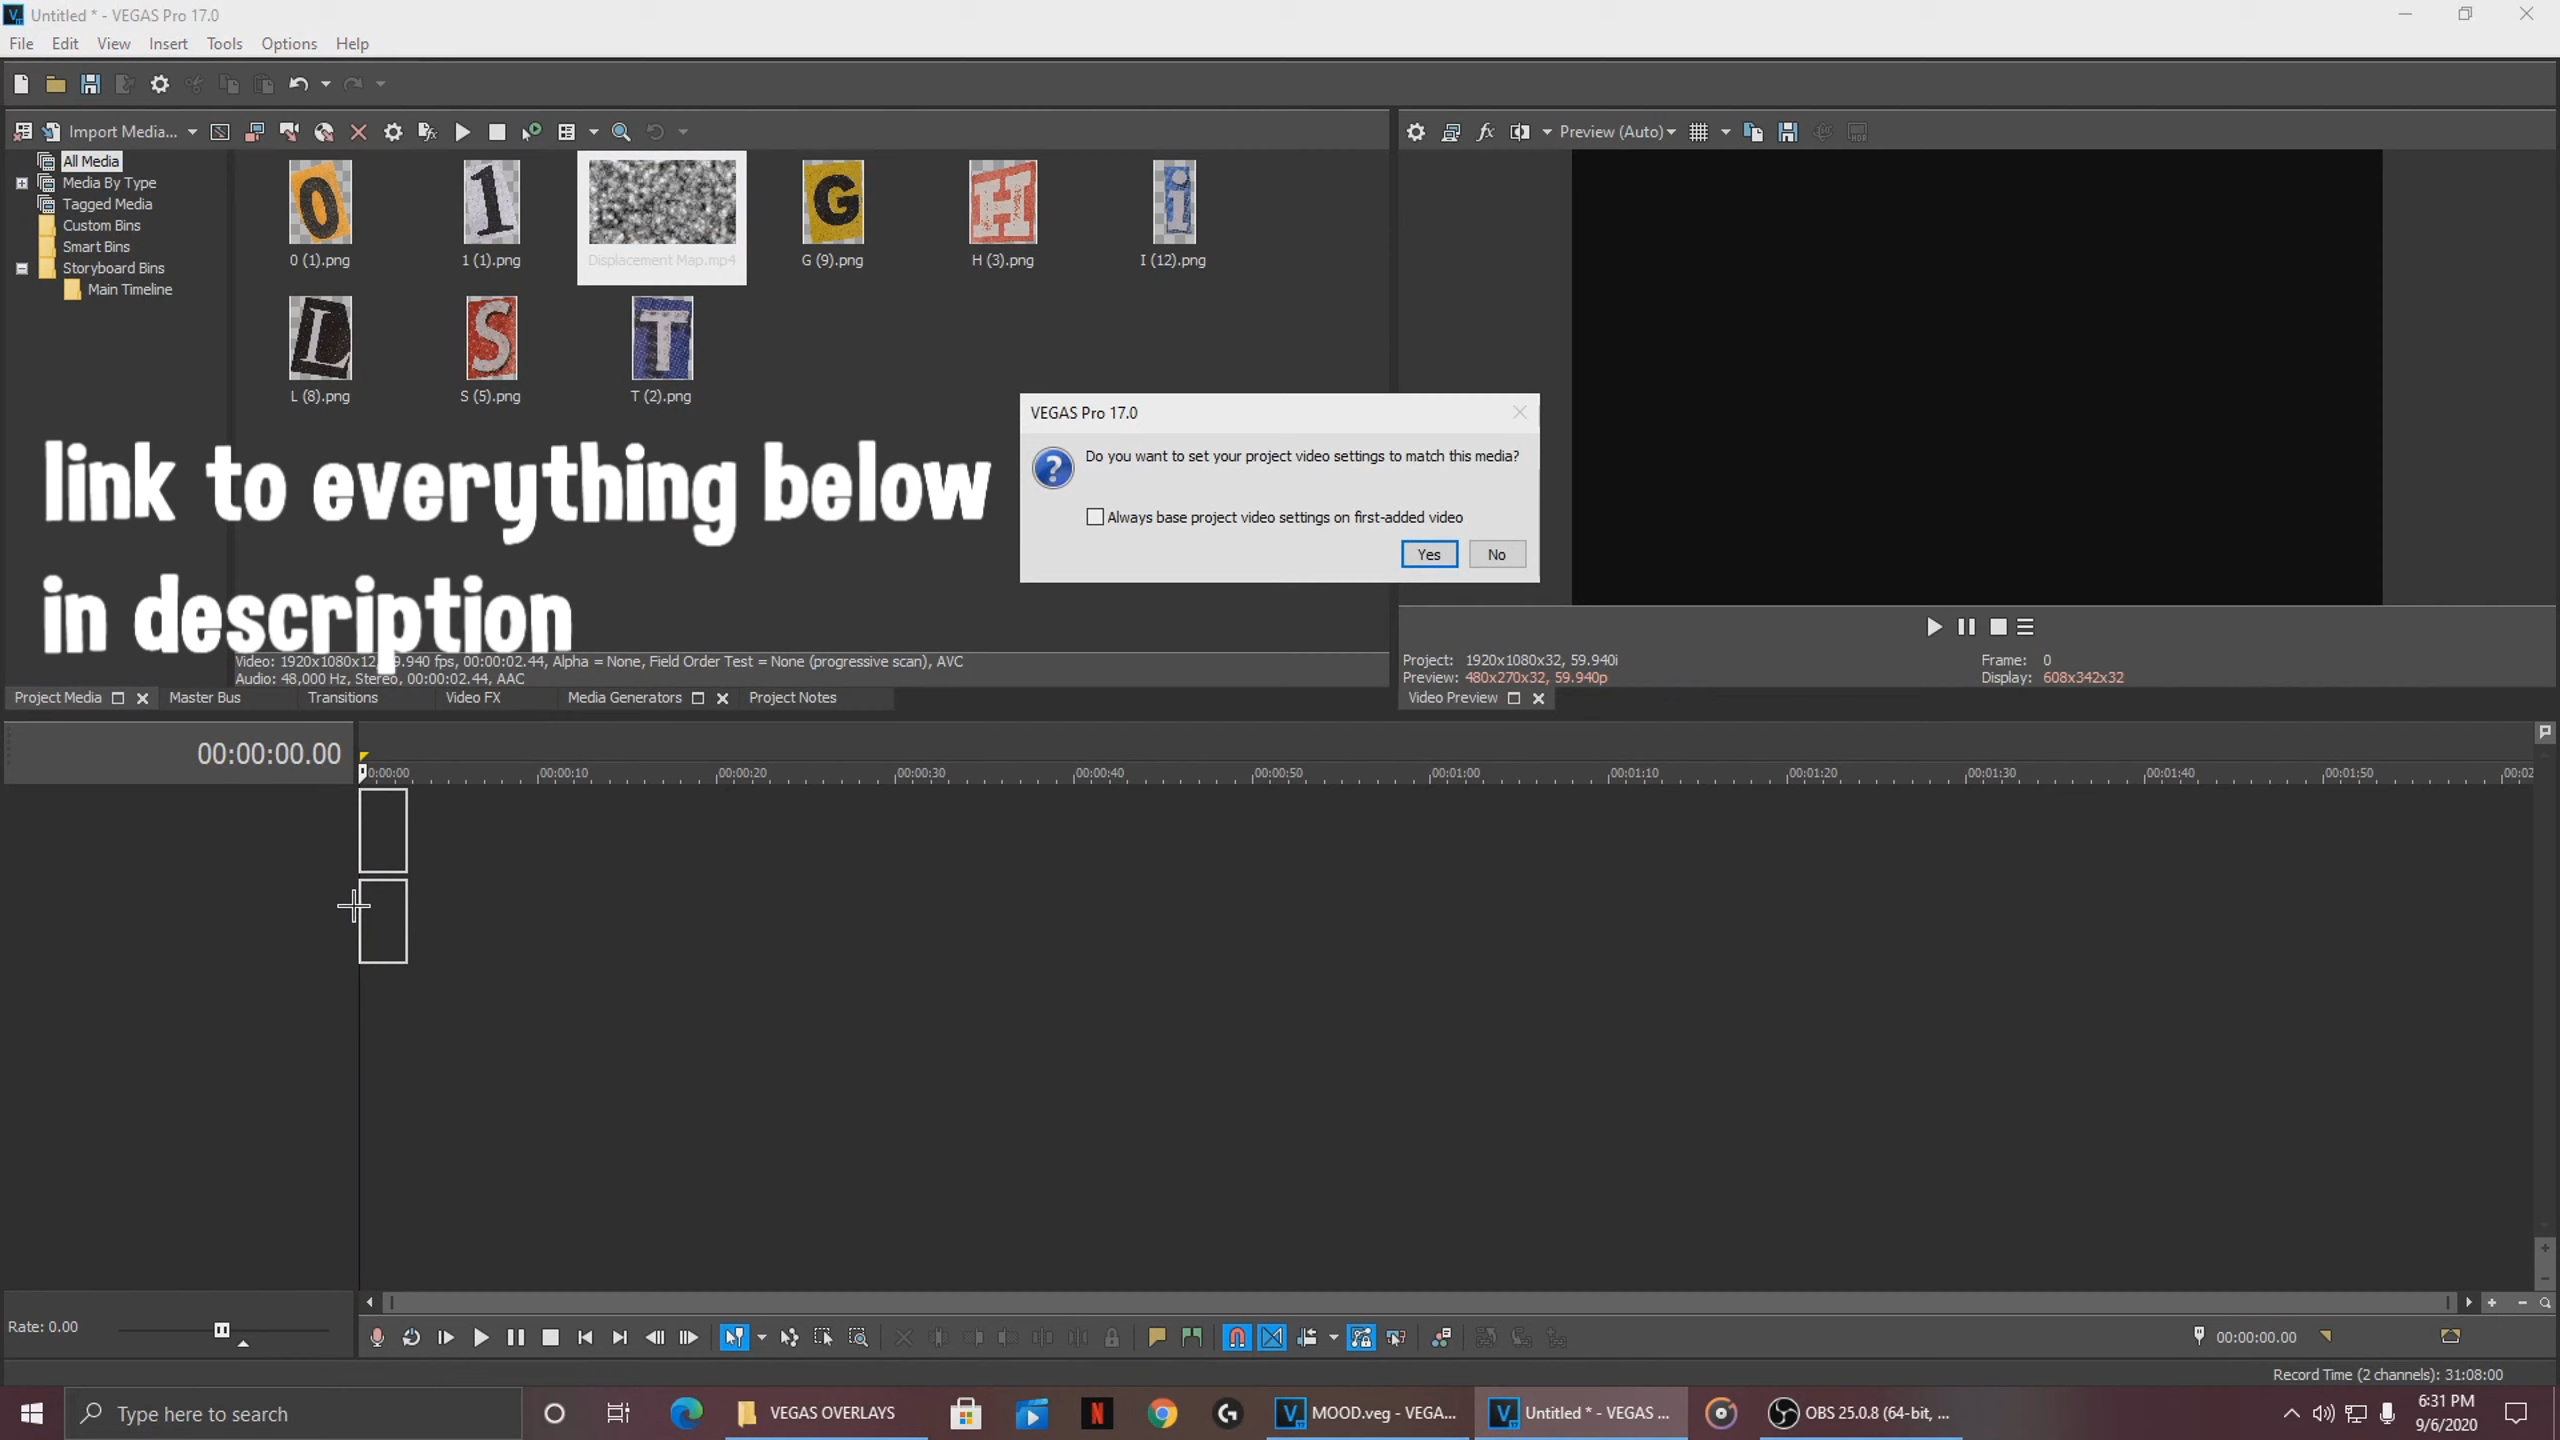 Untitled * - VEGAS Pro 17.0
File Edit View Insert Tools Options Help
Import Media...
Preview (Auto)
All Media
Media By Type
Tagged Media
Custom Bins
Smart Bins
Storyboard Bins
Main Timeline
0 1 G H i
0 (1).png 1 (1).png Displacement Map.mp4 G (9).png H (3).png I (12).png
L S T
L (8).png S (5).png T (2).png
VEGAS Pro 17.0
Do you want to set your project video settings to match this media?
Always base project video settings on first-added video
Yes No
link to everything below
in description
Video: 1920x1080x12, 59.940 fps, 00:00:02.44, Alpha = None, Field Order Test = None (progressive scan), AVC
Audio: 48,000 Hz, Stereo, 00:00:02.44, AAC
Project: 1920x1080x32, 59.940i
Frame: 0
Preview: 480x270x32, 59.940p
Display: 608x342x32
Project Media Master Bus Transitions Video FX Media Generators Project Notes
Video Preview
00:00:00.00
0:00:00 00:00:10 00:00:20 00:00:30 00:00:40 00:00:50 00:01:00 00:01:10 00:01:20 00:01:30 00:01:40 00:01:50 00:02
Rate: 0.00
00:00:00.00
Record Time (2 channels): 31:08:00
Type here to search
VEGAS OVERLAYS
MOOD.veg - VEGA...
Untitled * - VEGAS ...
OBS 25.0.8 (64-bit, ...
6:31 PM
9/6/2020